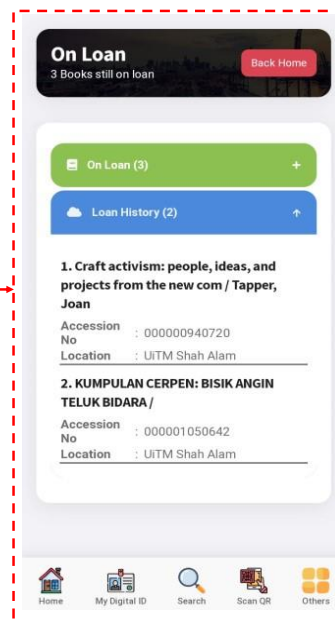 On Loan
3 Books still on loan
Back Home
On Loan (3)
Loan History (2)
1. Craft activism: people, ideas, and
projects from the new com / Tapper,
Joan
Accession
No : 000000940720
Location : UiTM Shah Alam
2. KUMPULAN CERPEN: BISIK ANGIN
TELUK BIDARA /
Accession
No : 000001050642
Location : UiTM Shah Alam
Home My Digital ID Search Scan QR Others